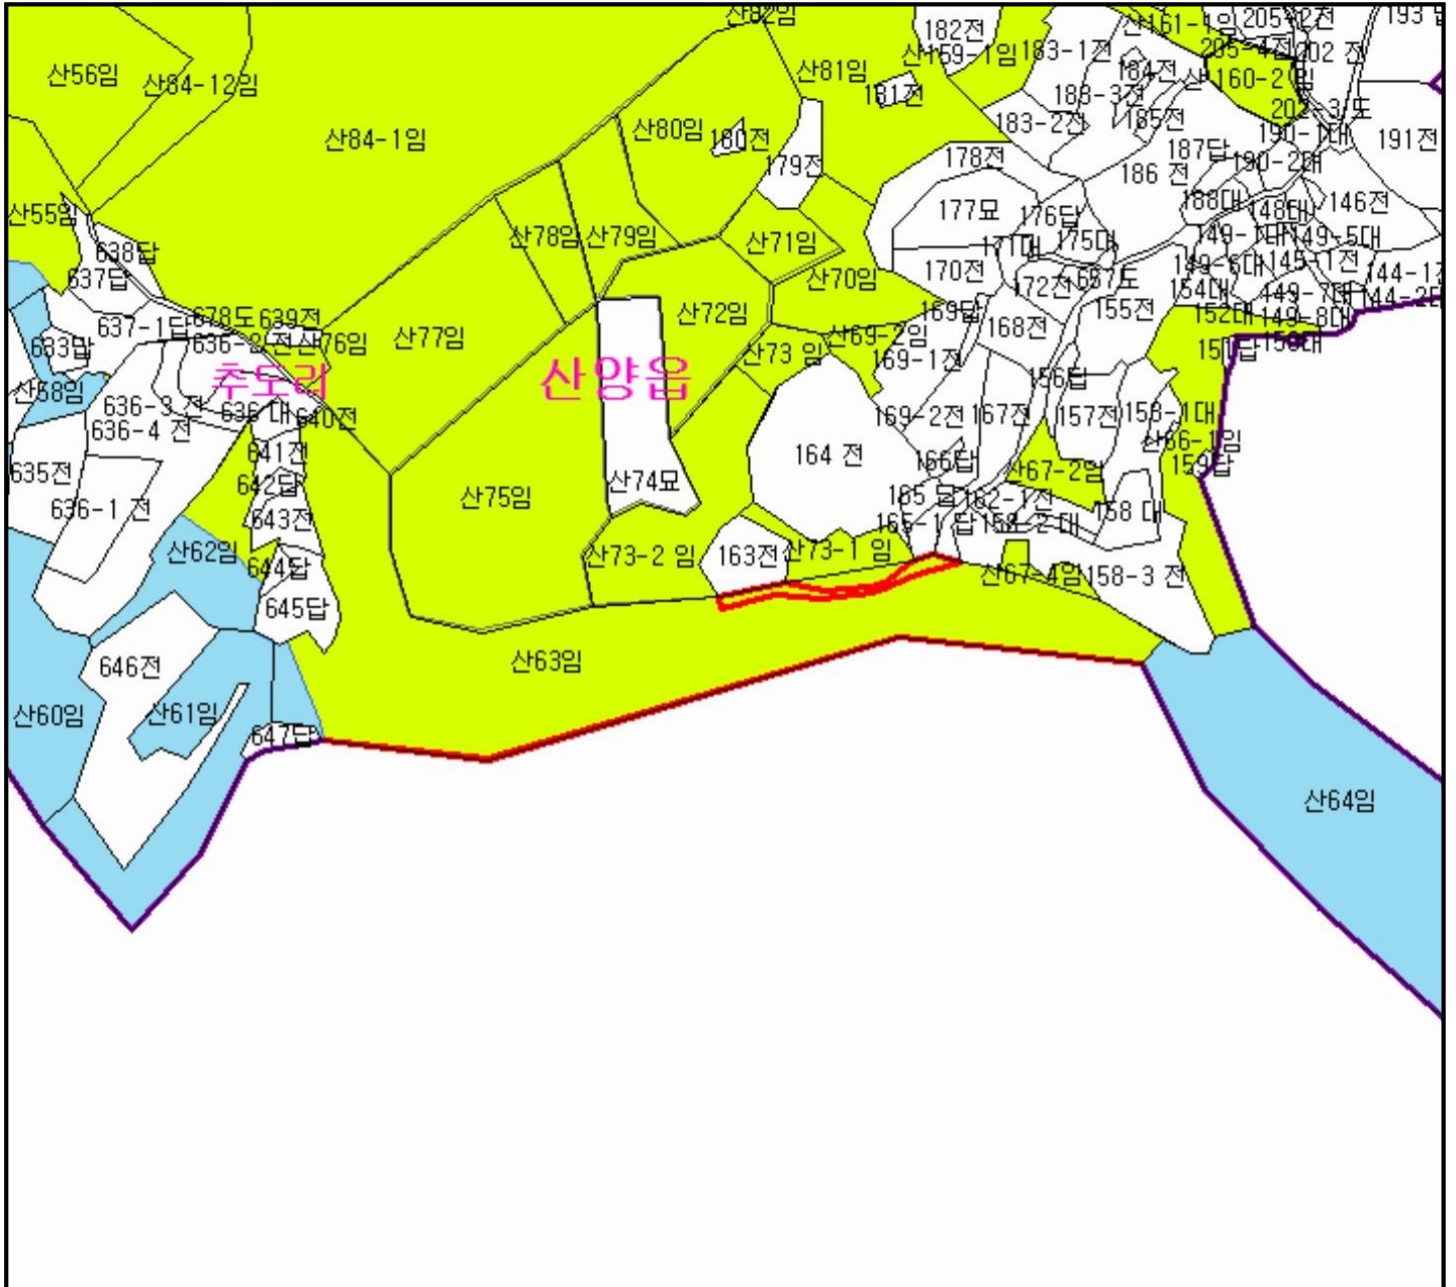 산82임
182전
산161-1임
205-2전
193
산56임
산84-12임
산81임
산159-1임
183-1전
205-4전
202 전
181전
184전
산160-2임
183-3전
산84-1임
산80임
180전
183-2전
185전
190-1대
191전
179전
178전
187답
190-2대
186 전
188대
148대
146전
산55임
177묘
176답
638답
산78임
산79임
산71임
171대
175대
149-1대
149-5대
637답
170전
149-6대
145-1전
산70임
172전
687도
154대
149-7대
144-2대
637-1답
678도
639전
산77임
산72임
169답
168전
155전
152대
149-8대
633답
산76임
산73 임
산69-2임
169-1전
151답
추도리
산양읍
156답
산58임
636-3 전
636 대
640전
169-2전
167전
157전
158-1대
636-4 전
산66-1임
641전
164 전
166답
159답
635전
642답
산75임
산74묘
산67-2임
636-1 전
643전
165 답
162-1전
158 대
165-1 답
산62임
644답
산73-2 임
163전
산73-1 임
산67-4임
158-3 전
645답
646전
산63임
산60임
산61임
647답
산64임